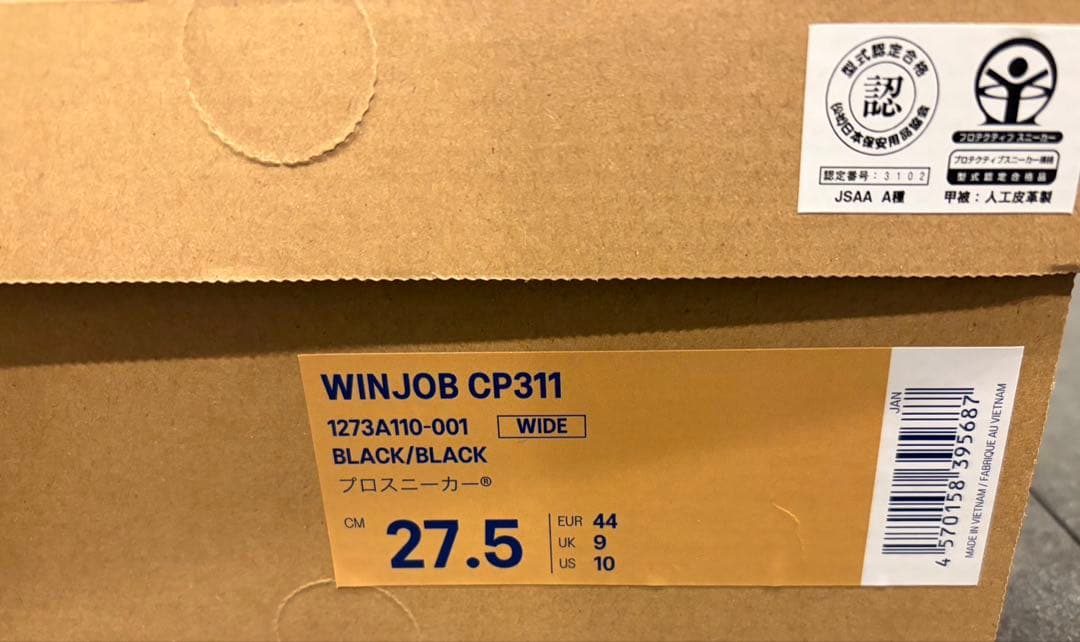 型式認定合格
認
(公社)日本保安用品協会
認定番号:3102
JSAA A種
プロテクティブスニーカー
プロテクティブスニーカー規格
型式認定合格品
甲被:人工皮革製
WINJOB CP311
1273A110-001 WIDE
BLACK/BLACK
プロスニーカー®
CM 27.5
EUR 44
UK 9
US 10
JAN
4 570158 395687
MADE IN VIETNAM / FABRIQUE AU VIETNAM